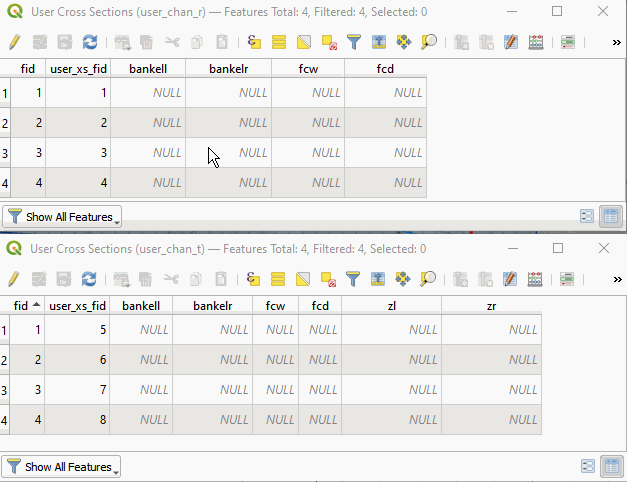 User Cross Sections (user_chan_r) — Features Total: 4, Filtered: 4, Selected: 0
»
fid user_xs_fid bankell bankelr fcw fcd
1 1 1 NULL NULL NULL NULL
2 2 2 NULL NULL NULL NULL
3 3 3 NULL NULL NULL NULL
4 4 4 NULL NULL NULL NULL
Show All Features
User Cross Sections (user_chan_t) — Features Total: 4, Filtered: 4, Selected: 0
»
fid user_xs_fid bankell bankelr fcw fcd zl zr
1 1 5 NULL NULL NULL NULL NULL NULL
2 2 6 NULL NULL NULL NULL NULL NULL
3 3 7 NULL NULL NULL NULL NULL NULL
4 4 8 NULL NULL NULL NULL NULL NULL
Show All Features